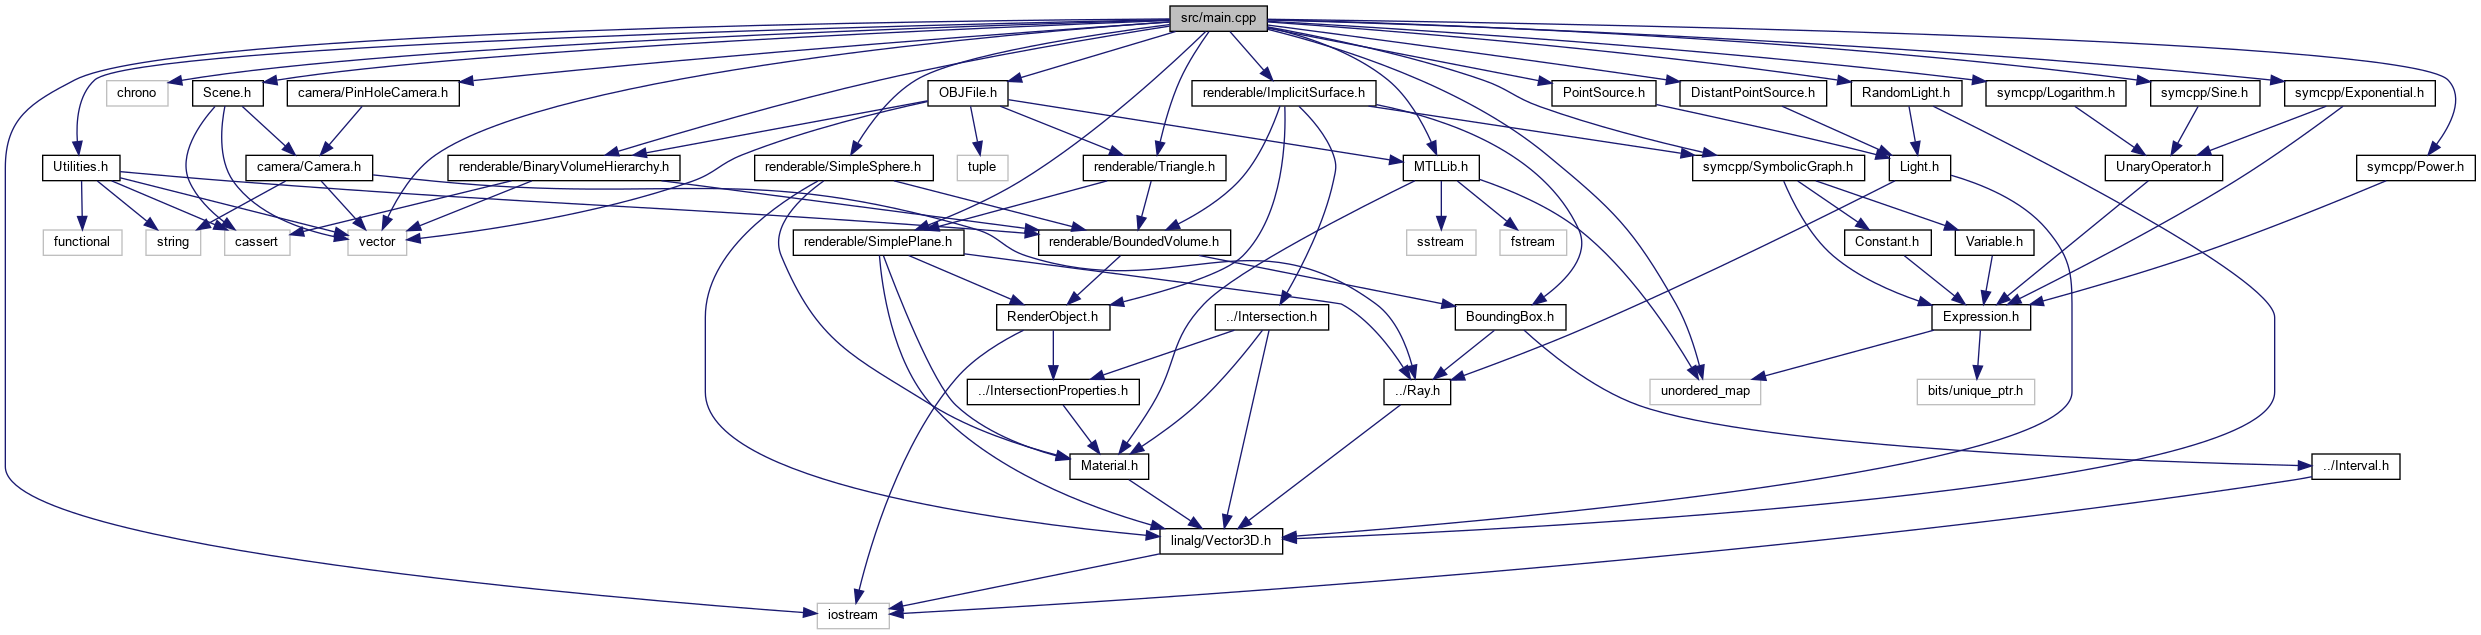 src/main.cpp
chrono
Scene.h
camera/PinHoleCamera.h
OBJFile.h
renderable/ImplicitSurface.h
PointSource.h
DistantPointSource.h
RandomLight.h
symcpp/Logarithm.h
symcpp/Sine.h
symcpp/Exponential.h
Utilities.h
camera/Camera.h
renderable/BinaryVolumeHierarchy.h
renderable/SimpleSphere.h
tuple
renderable/Triangle.h
MTLLib.h
symcpp/SymbolicGraph.h
Light.h
UnaryOperator.h
symcpp/Power.h
functional
string
cassert
vector
renderable/SimplePlane.h
renderable/BoundedVolume.h
sstream
fstream
Constant.h
Variable.h
RenderObject.h
../Intersection.h
BoundingBox.h
Expression.h
../IntersectionProperties.h
../Ray.h
unordered_map
bits/unique_ptr.h
Material.h
../Interval.h
linalg/Vector3D.h
iostream